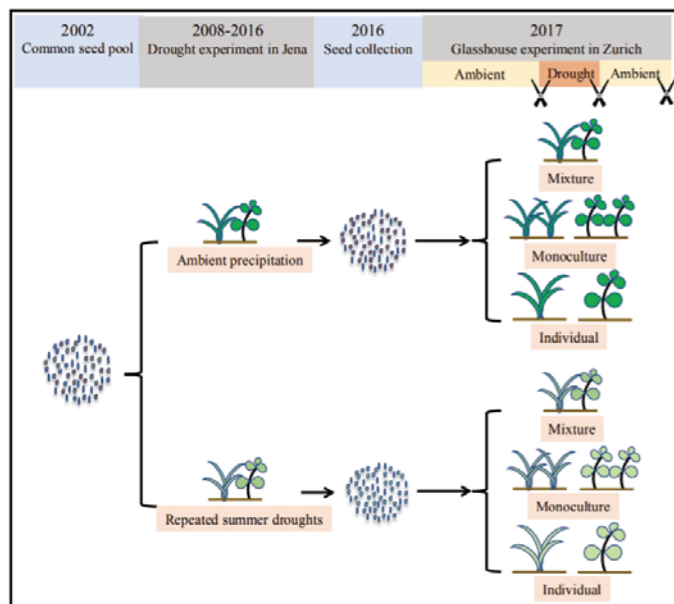 2002
Common seed pool
2008-2016
Drought experiment in Jena
2016
Seed collection
2017
Glasshouse experiment in Zurich
Ambient
Drought
Ambient
Mixture
Ambient precipitation
Monoculture
Individual
Mixture
Repeated summer droughts
Monoculture
Individual